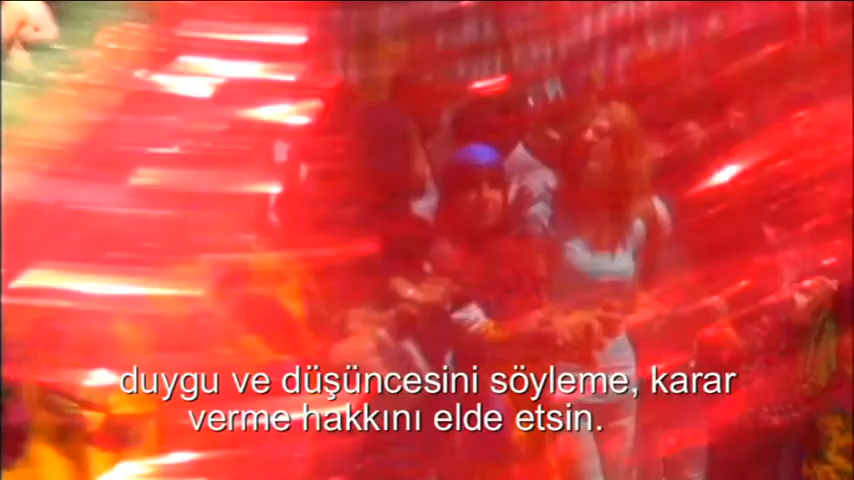 duygu ve düşüncesini söyleme, karar
verme hakkını elde etsin.